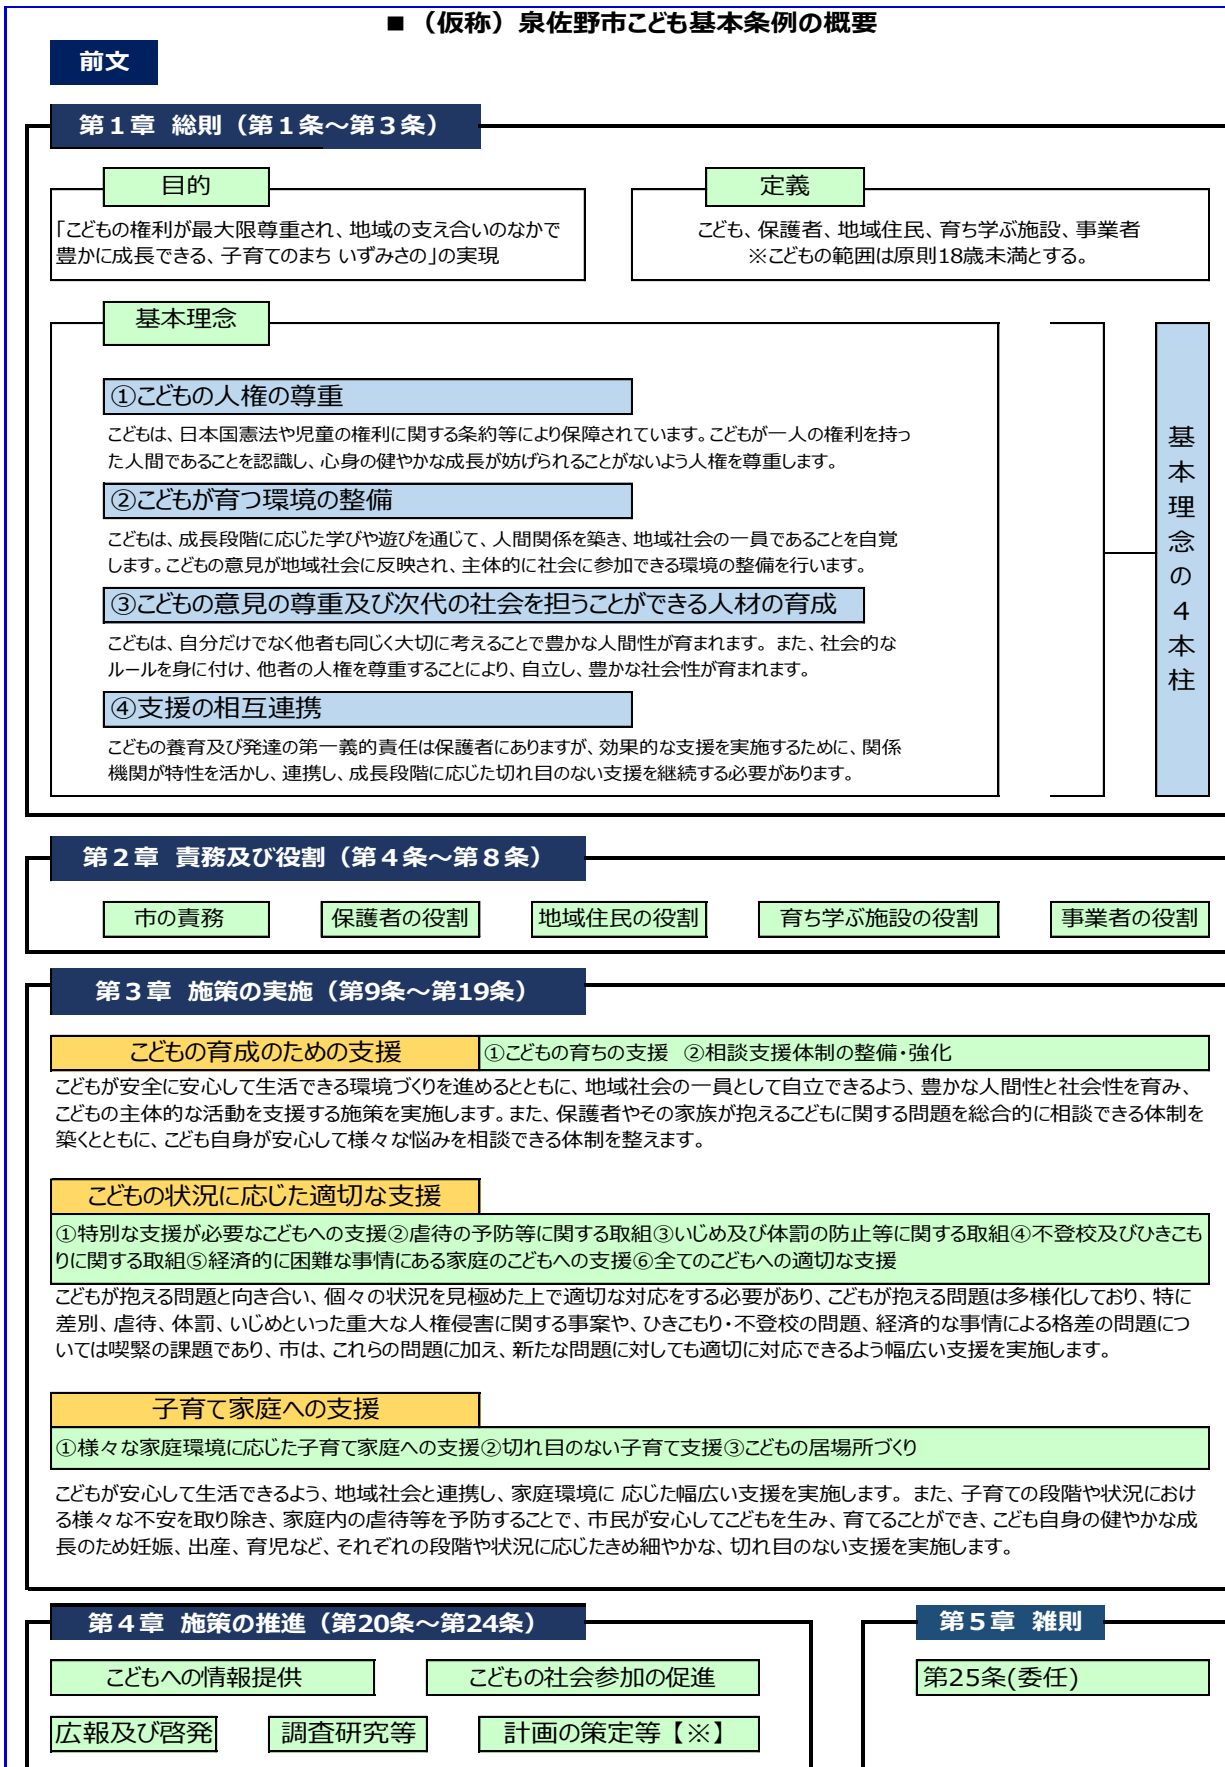 ■（仮称）泉佐野市こども基本条例の概要
前文
第１章 総則（第１条～第３条）
目的
「こどもの権利が最大限尊重され、地域の支え合いのなかで
豊かに成長できる、子育てのまち いずみさの」の実現
定義
こども、保護者、地域住民、育ち学ぶ施設、事業者
※こどもの範囲は原則18歳未満とする。
基本理念
①こどもの人権の尊重
こどもは、日本国憲法や児童の権利に関する条約等により保障されています。こどもが一人の権利を持っ
た人間であることを認識し、心身の健やかな成長が妨げられることがないよう人権を尊重します。
②こどもが育つ環境の整備
こどもは、成長段階に応じた学びや遊びを通じて、人間関係を築き、地域社会の一員であることを自覚
します。こどもの意見が地域社会に反映され、主体的に社会に参加できる環境の整備を行います。
③こどもの意見の尊重及び次代の社会を担うことができる人材の育成
こどもは、自分だけでなく他者も同じく大切に考えることで豊かな人間性が育まれます。また、社会的な
ルールを身に付け、他者の人権を尊重することにより、自立し、豊かな社会性が育まれます。
④支援の相互連携
こどもの養育及び発達の第一義的責任は保護者にありますが、効果的な支援を実施するために、関係
機関が特性を活かし、連携し、成長段階に応じた切れ目のない支援を継続する必要があります。
基本理念の４本柱
第２章 責務及び役割（第４条～第８条）
市の責務
保護者の役割
地域住民の役割
育ち学ぶ施設の役割
事業者の役割
第３章 施策の実施（第9条～第19条）
こどもの育成のための支援
①こどもの育ちの支援 ②相談支援体制の整備・強化
こどもが安全に安心して生活できる環境づくりを進めるとともに、地域社会の一員として自立できるよう、豊かな人間性と社会性を育み、
こどもの主体的な活動を支援する施策を実施します。また、保護者やその家族が抱えるこどもに関する問題を総合的に相談できる体制を
築くとともに、こども自身が安心して様々な悩みを相談できる体制を整えます。
こどもの状況に応じた適切な支援
①特別な支援が必要なこどもへの支援②虐待の予防等に関する取組③いじめ及び体罰の防止等に関する取組④不登校及びひきこも
りに関する取組⑤経済的に困難な事情にある家庭のこどもへの支援⑥全てのこどもへの適切な支援
こどもが抱える問題と向き合い、個々の状況を見極めた上で適切な対応をする必要があり、こどもが抱える問題は多様化しており、特に
差別、虐待、体罰、いじめといった重大な人権侵害に関する事案や、ひきこもり・不登校の問題、経済的な事情による格差の問題につ
いては喫緊の課題であり、市は、これらの問題に加え、新たな問題に対しても適切に対応できるよう幅広い支援を実施します。
子育て家庭への支援
①様々な家庭環境に応じた子育て家庭への支援②切れ目のない子育て支援③こどもの居場所づくり
こどもが安心して生活できるよう、地域社会と連携し、家庭環境に 応じた幅広い支援を実施します。また、子育ての段階や状況におけ
る様々な不安を取り除き、家庭内の虐待等を予防することで、市民が安心してこどもを生み、育てることができ、こども自身の健やかな成
長のため妊娠、出産、育児など、それぞれの段階や状況に応じたきめ細やかな、切れ目のない支援を実施します。
第４章 施策の推進（第20条～第24条）
こどもへの情報提供
こどもの社会参加の促進
広報及び啓発
調査研究等
計画の策定等【※】
第５章 雑則
第25条(委任)